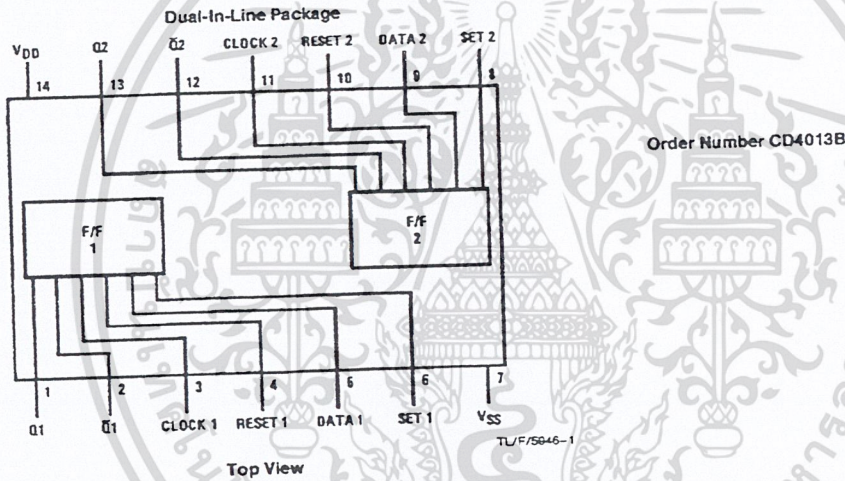 Dual-In-Line Package
VDD Q2 Q̅2 CLOCK 2 RESET 2 DATA 2 SET 2
14 13 12 11 10 9 8
Order Number CD4013B
F/F
1
F/F
2
1 2 3 4 5 6 7
Q1 Q̅1 CLOCK 1 RESET 1 DATA 1 SET 1 VSS
TL/F/5946-1
Top View